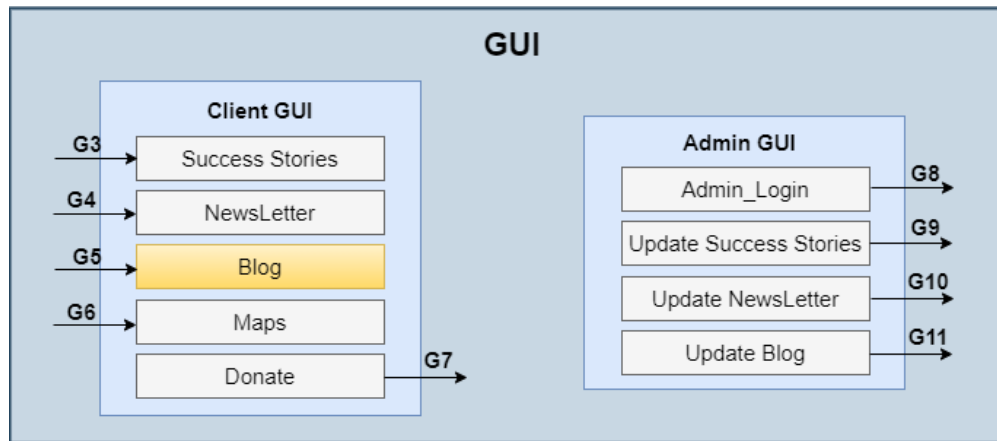 GUI
Client GUI
G3
Success Stories
G4
NewsLetter
G5
Blog
G6
Maps
Donate
G7
Admin GUI
Admin_Login
G8
Update Success Stories
G9
Update NewsLetter
G10
Update Blog
G11